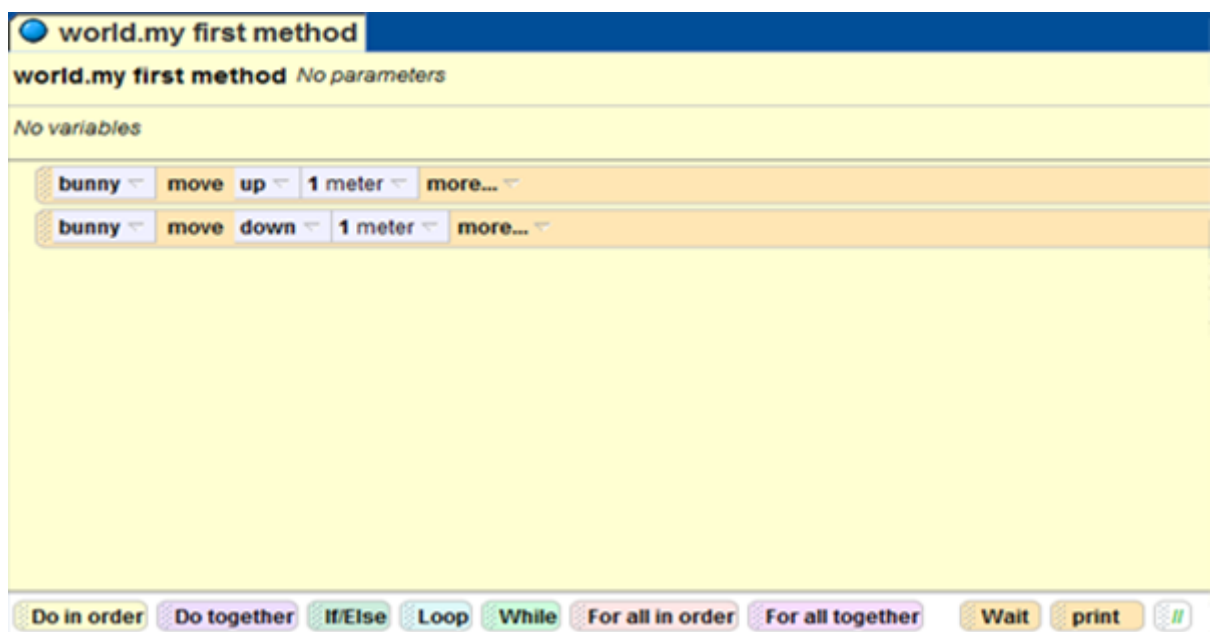 world.my first method
world.my first method No parameters
No variables
bunny move up 1 meter more...
bunny move down 1 meter more...
Do in order Do together If/Else Loop While For all in order For all together Wait print //